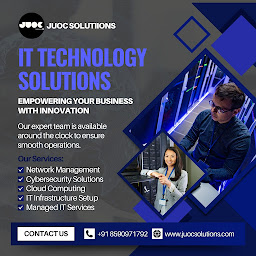 JUOC
JUOC SOLUTIIONS
IT TECHNOLOGY
SOLUTIONS
EMPOWERING YOUR BUSINESS
WITH INNOVATION
Our expert team is available
around the clock to ensure
smooth operations.
Our Services:
Network Management
Cybersecurity Solutions
Cloud Computing
IT Infrastructure Setup
Managed IT Services
CONTACT US
+91 8590971792
www.juocsolutions.com